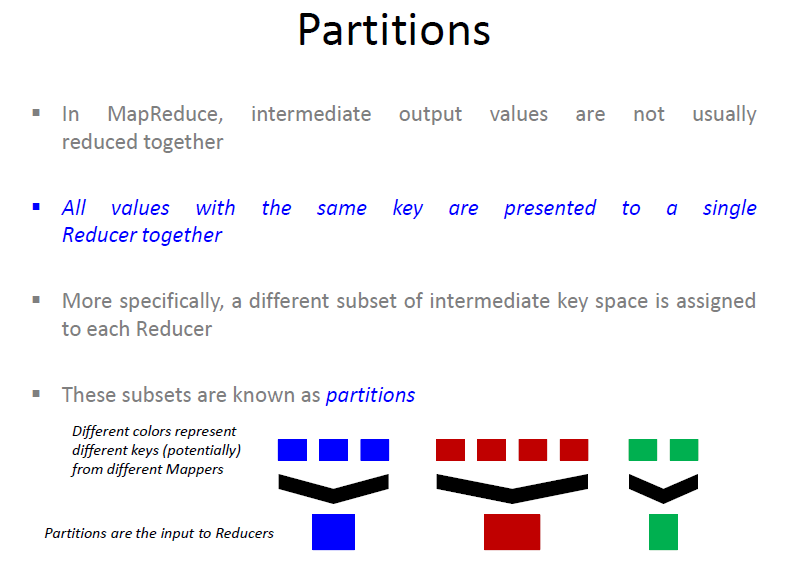 Partitions
▪ In MapReduce, intermediate output values are not usually
reduced together
▪ All values with the same key are presented to a single
Reducer together
▪ More specifically, a different subset of intermediate key space is assigned
to each Reducer
▪ These subsets are known as partitions
Different colors represent
different keys (potentially)
from different Mappers
Partitions are the input to Reducers